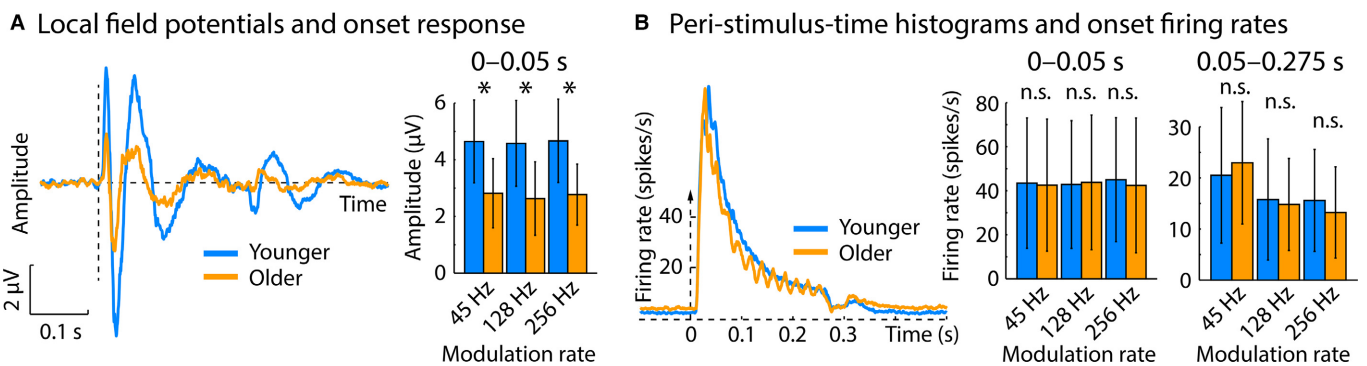 A Local field potentials and onset response
0–0.05 s
* * *
Amplitude
Time
Younger
Older
2 µV
0.1 s
Amplitude (µV)
6
4
2
0
45 Hz
128 Hz
256 Hz
Modulation rate
B Peri-stimulus-time histograms and onset firing rates
Firing rate (spikes/s)
40
20
Younger
Older
0 0.1 0.2 0.3 Time (s)
0–0.05 s
n.s. n.s. n.s.
Firing rate (spikes/s)
80
60
40
20
0
45 Hz
128 Hz
256 Hz
Modulation rate
0.05–0.275 s
n.s.
n.s.
n.s.
30
20
10
0
45 Hz
128 Hz
256 Hz
Modulation rate